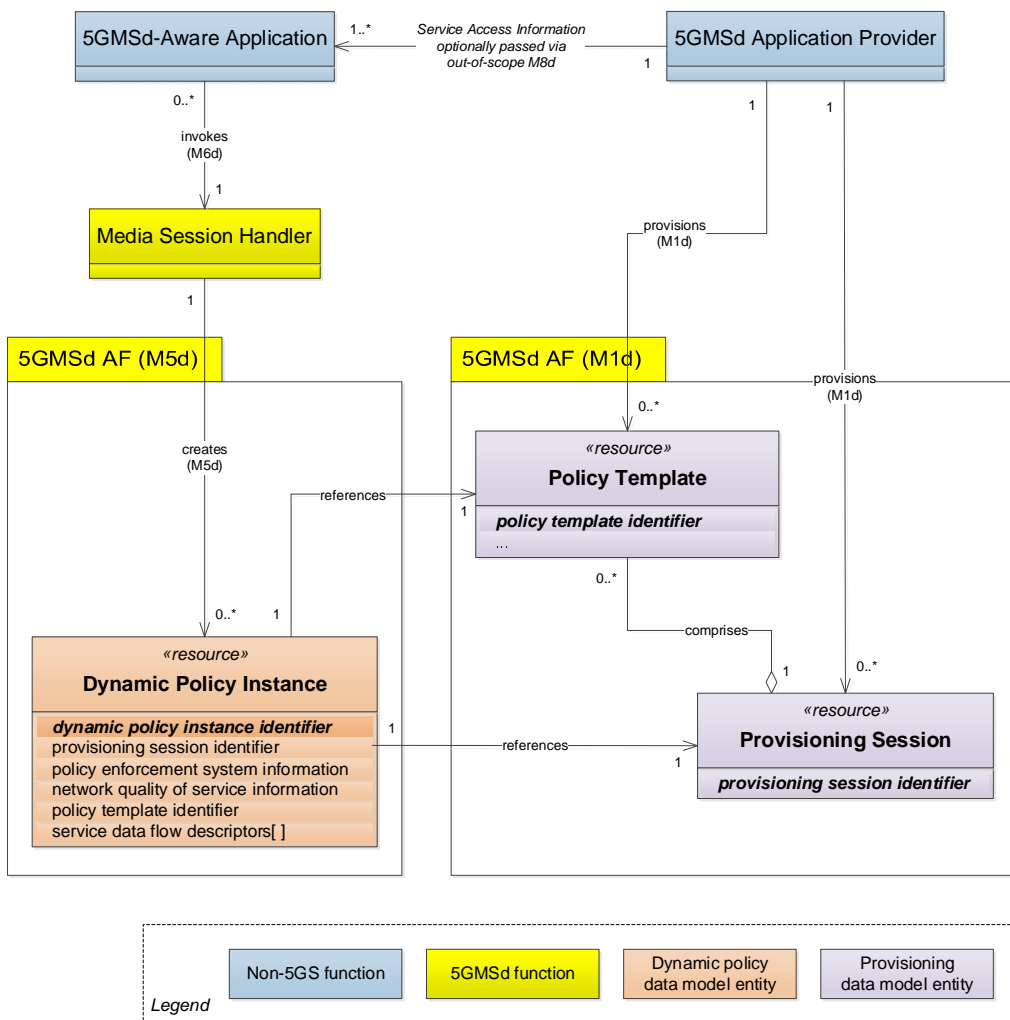 5GMSd-Aware Application
1..*
Service Access Information
optionally passed via
out-of-scope M8d
1
5GMSd Application Provider
0..*
invokes
(M6d)
1
1
1
Media Session Handler
1
provisions
(M1d)
5GMSd AF (M5d)
5GMSd AF (M1d)
provisions
(M1d)
0..*
creates
(M5d)
«resource»
Policy Template
policy template identifier
...
references
1
0..*
0..*
1
comprises
1
0..*
«resource»
Dynamic Policy Instance
dynamic policy instance identifier
provisioning session identifier
policy enforcement system information
network quality of service information
policy template identifier
service data flow descriptors[ ]
1
references
1
«resource»
Provisioning Session
provisioning session identifier
Legend
Non-5GS function
5GMSd function
Dynamic policy
data model entity
Provisioning
data model entity